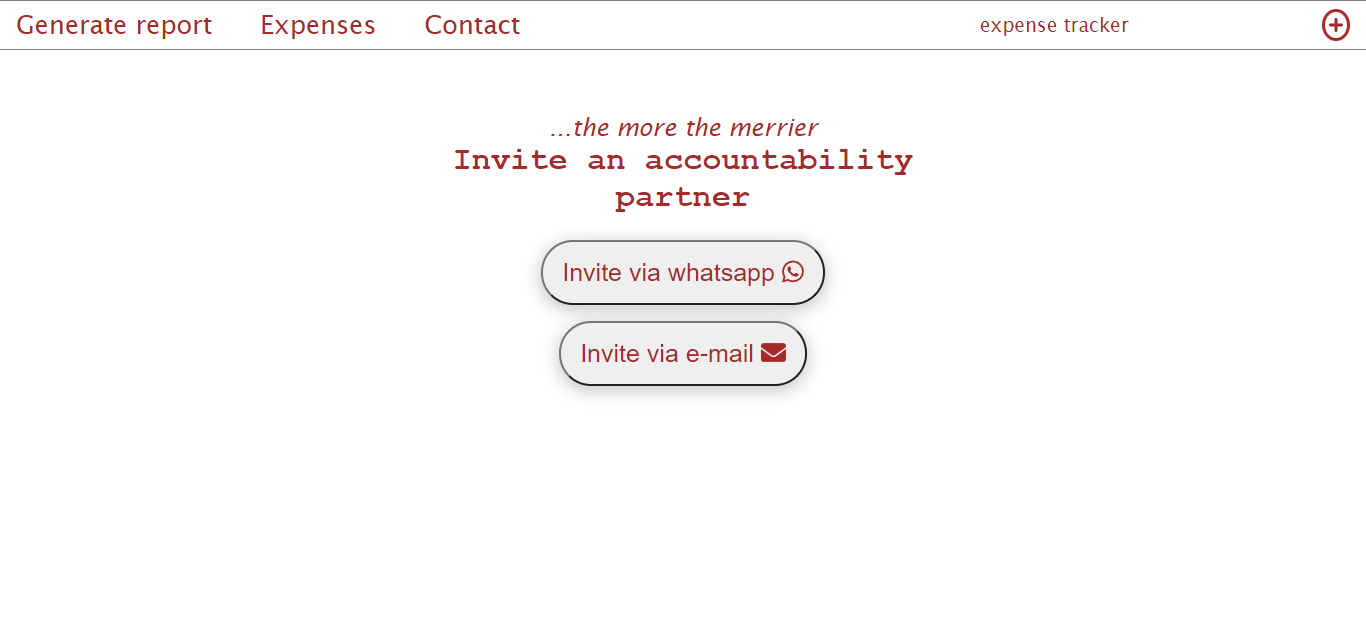 Generate report Expenses Contact expense tracker
...the more the merrier
Invite an accountability
partner
Invite via whatsapp
Invite via e-mail